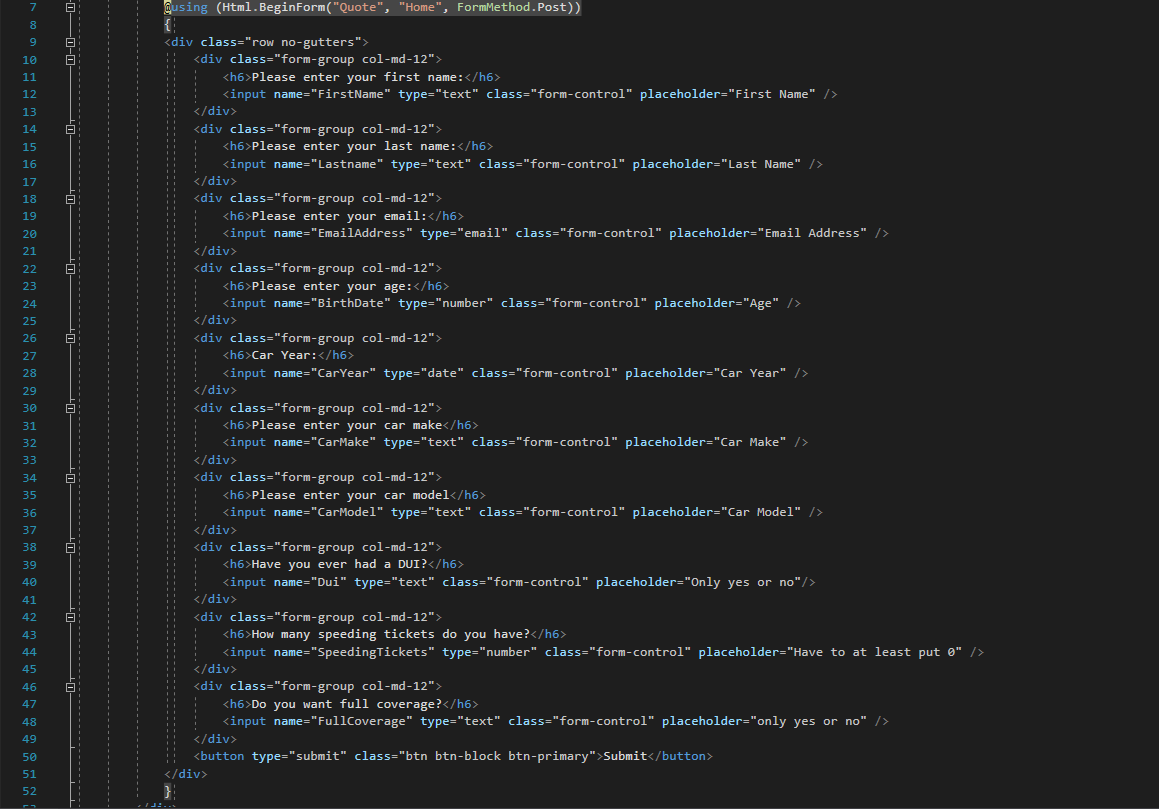 7 @using (Html.BeginForm("Quote", "Home", FormMethod.Post))
8 {
9 <div class="row no-gutters">
10 <div class="form-group col-md-12">
11 <h6>Please enter your first name:</h6>
12 <input name="FirstName" type="text" class="form-control" placeholder="First Name" />
13 </div>
14 <div class="form-group col-md-12">
15 <h6>Please enter your last name:</h6>
16 <input name="Lastname" type="text" class="form-control" placeholder="Last Name" />
17 </div>
18 <div class="form-group col-md-12">
19 <h6>Please enter your email:</h6>
20 <input name="EmailAddress" type="email" class="form-control" placeholder="Email Address" />
21 </div>
22 <div class="form-group col-md-12">
23 <h6>Please enter your age:</h6>
24 <input name="BirthDate" type="number" class="form-control" placeholder="Age" />
25 </div>
26 <div class="form-group col-md-12">
27 <h6>Car Year:</h6>
28 <input name="CarYear" type="date" class="form-control" placeholder="Car Year" />
29 </div>
30 <div class="form-group col-md-12">
31 <h6>Please enter your car make</h6>
32 <input name="CarMake" type="text" class="form-control" placeholder="Car Make" />
33 </div>
34 <div class="form-group col-md-12">
35 <h6>Please enter your car model</h6>
36 <input name="CarModel" type="text" class="form-control" placeholder="Car Model" />
37 </div>
38 <div class="form-group col-md-12">
39 <h6>Have you ever had a DUI?</h6>
40 <input name="Dui" type="text" class="form-control" placeholder="Only yes or no"/>
41 </div>
42 <div class="form-group col-md-12">
43 <h6>How many speeding tickets do you have?</h6>
44 <input name="SpeedingTickets" type="number" class="form-control" placeholder="Have to at least put 0" />
45 </div>
46 <div class="form-group col-md-12">
47 <h6>Do you want full coverage?</h6>
48 <input name="FullCoverage" type="text" class="form-control" placeholder="only yes or no" />
49 </div>
50 <button type="submit" class="btn btn-block btn-primary">Submit</button>
51 </div>
52 }